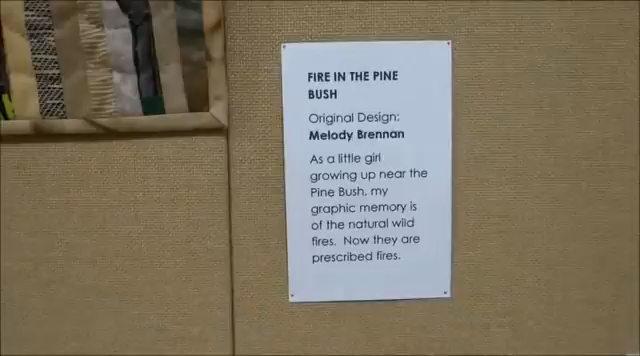 FIRE IN THE PINE
BUSH
Original Design:
Melody Brennan
As a little girl
growing up near the
Pine Bush, my
graphic memory is
of the natural wild
fires.  Now they are
prescribed fires.